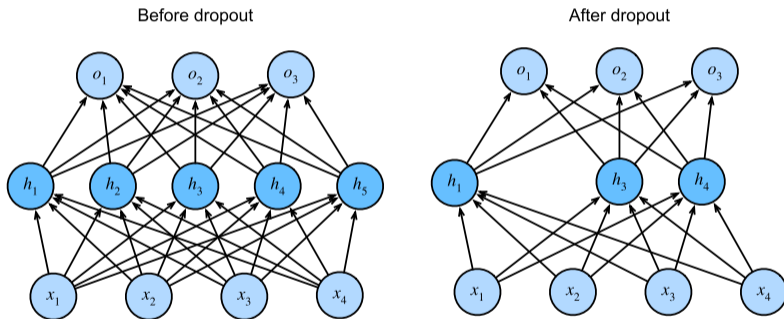 Before dropout
After dropout
o₁ o₂ o₃
o₁ o₂ o₃
h₁ h₂ h₃ h₄ h₅
h₁ h₃ h₄
x₁ x₂ x₃ x₄
x₁ x₂ x₃ x₄